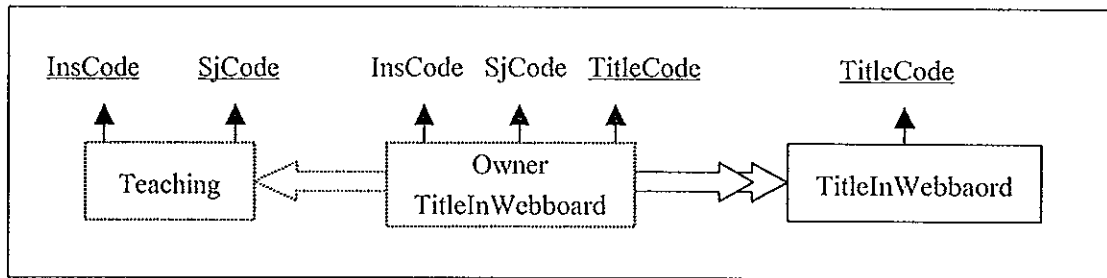 InsCode SjCode InsCode SjCode TitleCode TitleCode
Teaching
Owner
TitleInWebboard
TitleInWebbaord